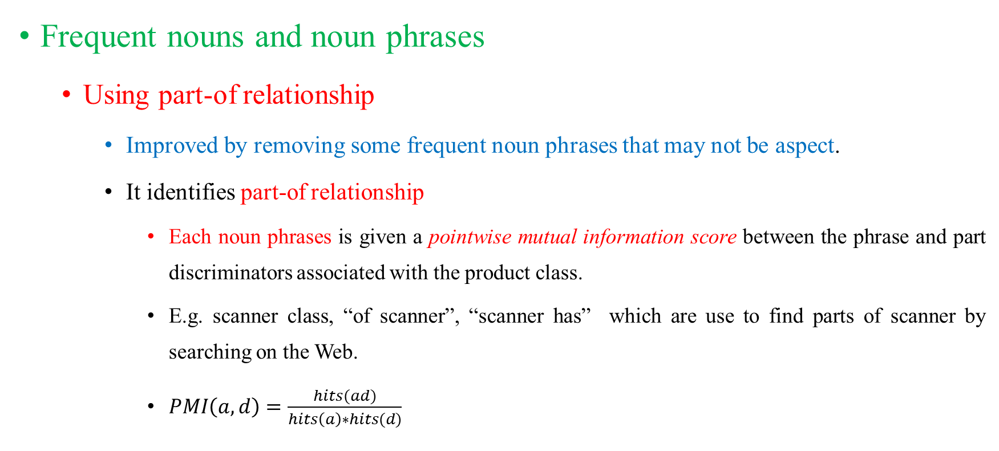 • Frequent nouns and noun phrases
• Using part-of relationship
• Improved by removing some frequent noun phrases that may not be aspect.
• It identifies part-of relationship
• Each noun phrases is given a pointwise mutual information score between the phrase and part
discriminators associated with the product class.
• E.g. scanner class, “of scanner”, “scanner has” which are use to find parts of scanner by
searching on the Web.
• PMI(a, d) = hits(ad) / hits(a)∗hits(d)